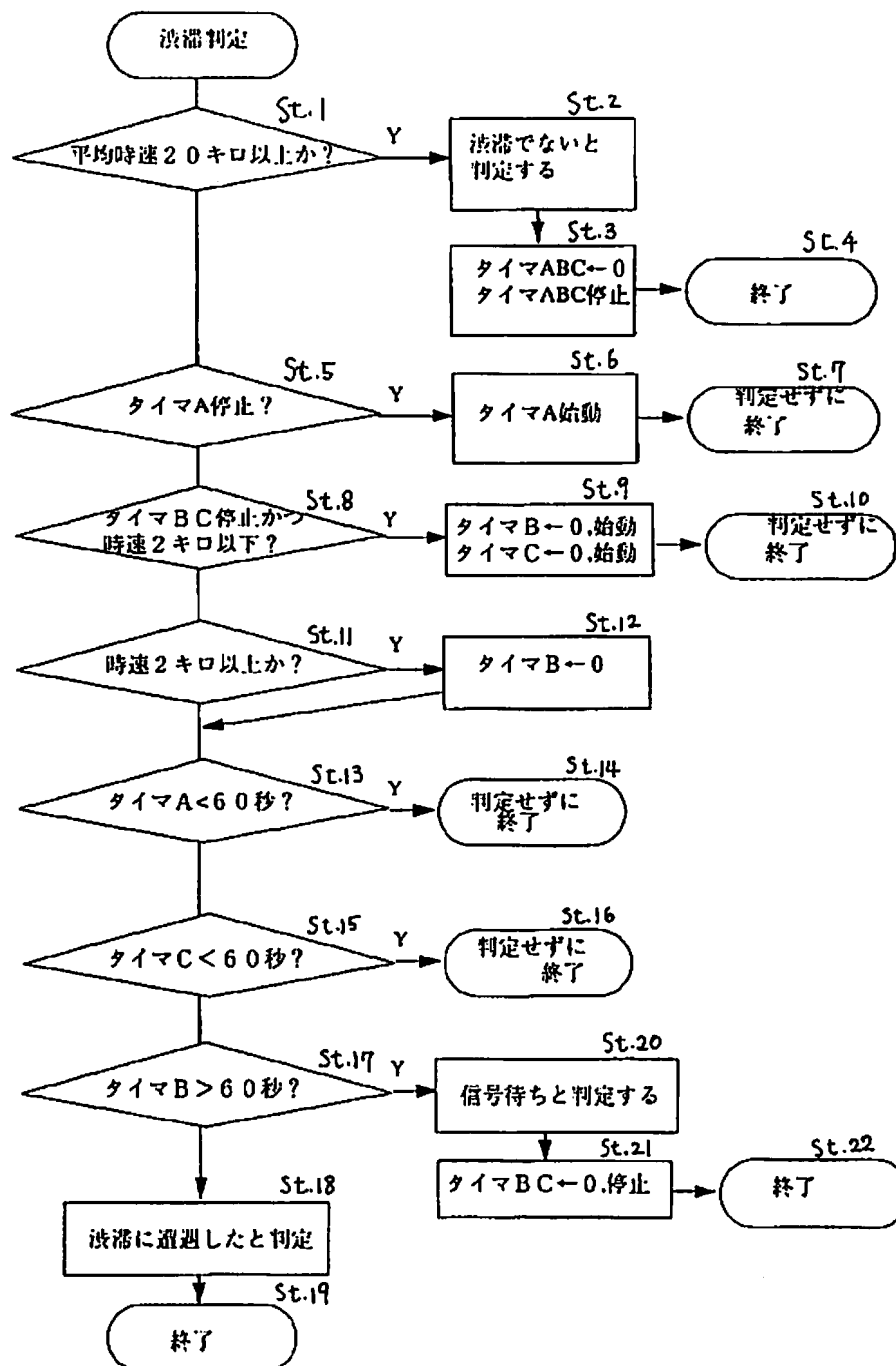 渋滞判定
St.1
平均時速20キロ以上か?
Y
St.2
渋滞でないと
判定する
St.3
タイマABC←0
タイマABC停止
St.4
終了
St.5
タイマA停止?
Y
St.6
タイマA始動
St.7
判定せずに
終了
St.8
タイマBC停止かつ
時速2キロ以下?
Y
St.9
タイマB←0,始動
タイマC←0,始動
St.10
判定せずに
終了
St.11
時速2キロ以上か?
Y
St.12
タイマB←0
St.13
タイマA<60秒?
Y
St.14
判定せずに
終了
St.15
タイマC<60秒?
Y
St.16
判定せずに
終了
St.17
タイマB>60秒?
Y
St.20
信号待ちと判定する
St.21
タイマBC←0,停止
St.22
終了
St.18
渋滞に遭遇したと判定
St.19
終了